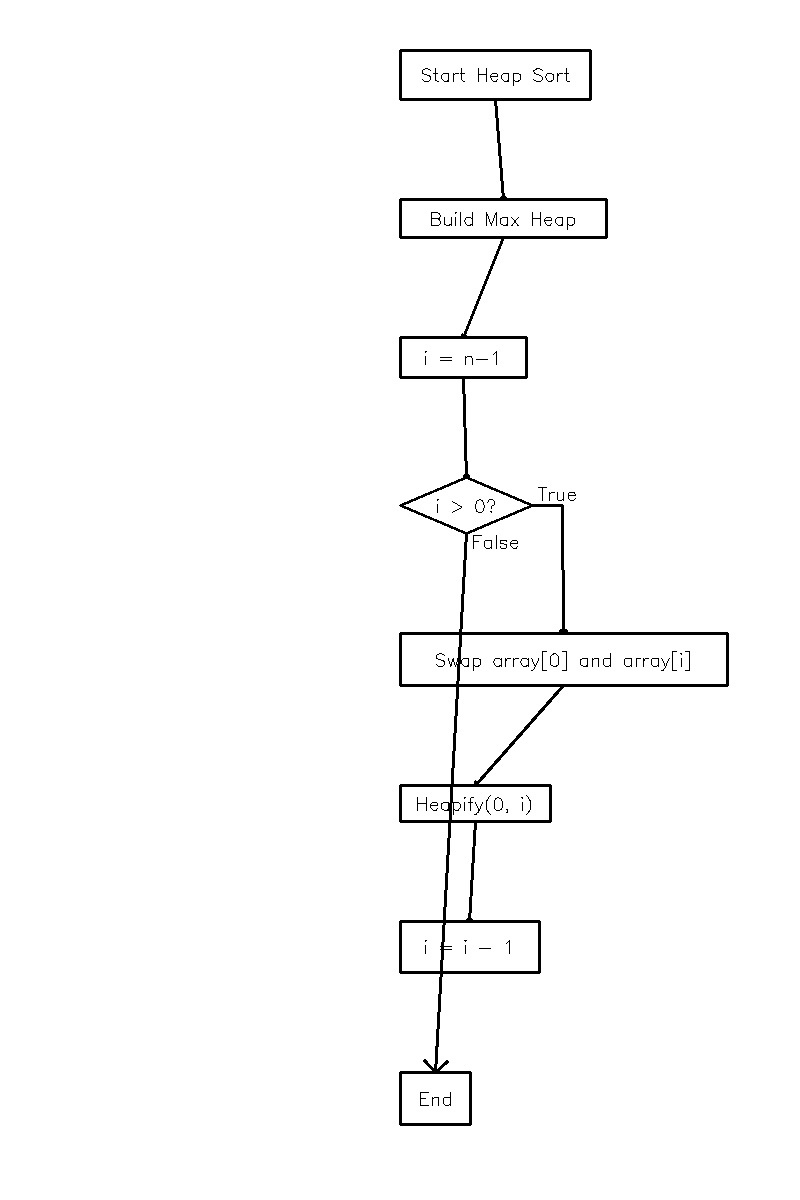 Start Heap Sort
Build Max Heap
i = n-1
i > 0?
True
False
Swap array[0] and array[i]
Heapify(0, i)
i = i - 1
End